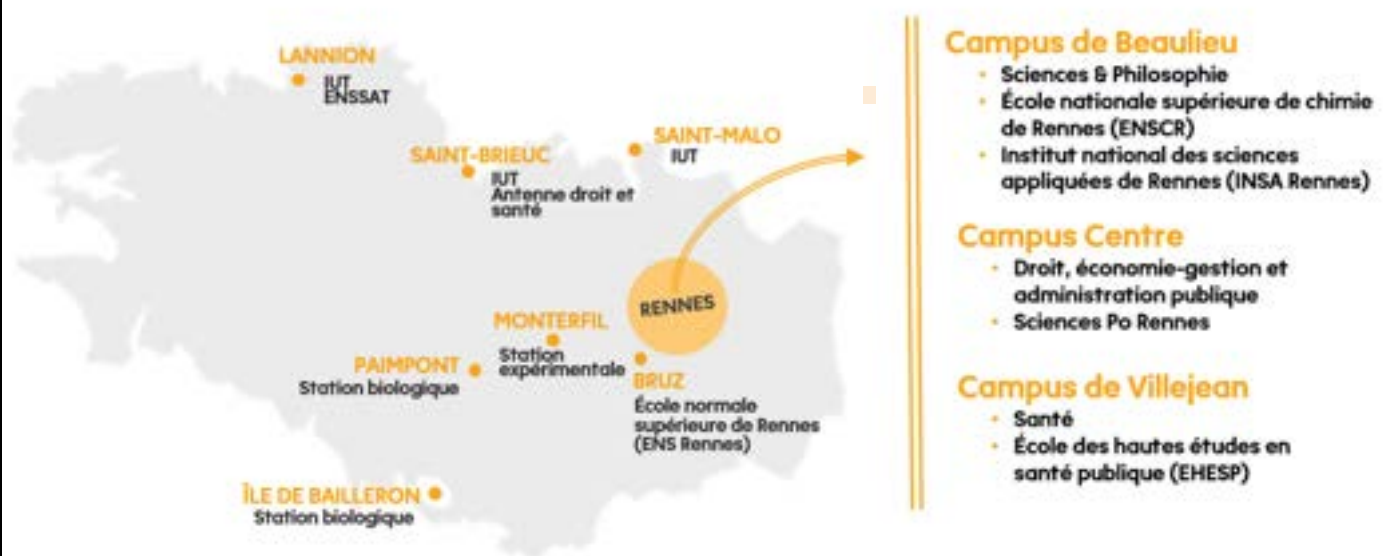 LANNION
IUT
ENSSAT
SAINT-BRIEUC
IUT
Antenne droit et
santé
SAINT-MALO
IUT
RENNES
MONTERFIL
Station
expérimentale
PAIMPONT
Station biologique
BRUZ
École normale
supérieure de Rennes
(ENS Rennes)
ÎLE DE BAILLERON
Station biologique
Campus de Beaulieu
• Sciences & Philosophie
• École nationale supérieure de chimie
de Rennes (ENSCR)
• Institut national des sciences
appliquées de Rennes (INSA Rennes)
Campus Centre
• Droit, économie-gestion et
administration publique
• Sciences Po Rennes
Campus de Villejean
• Santé
• École des hautes études en
santé publique (EHESP)